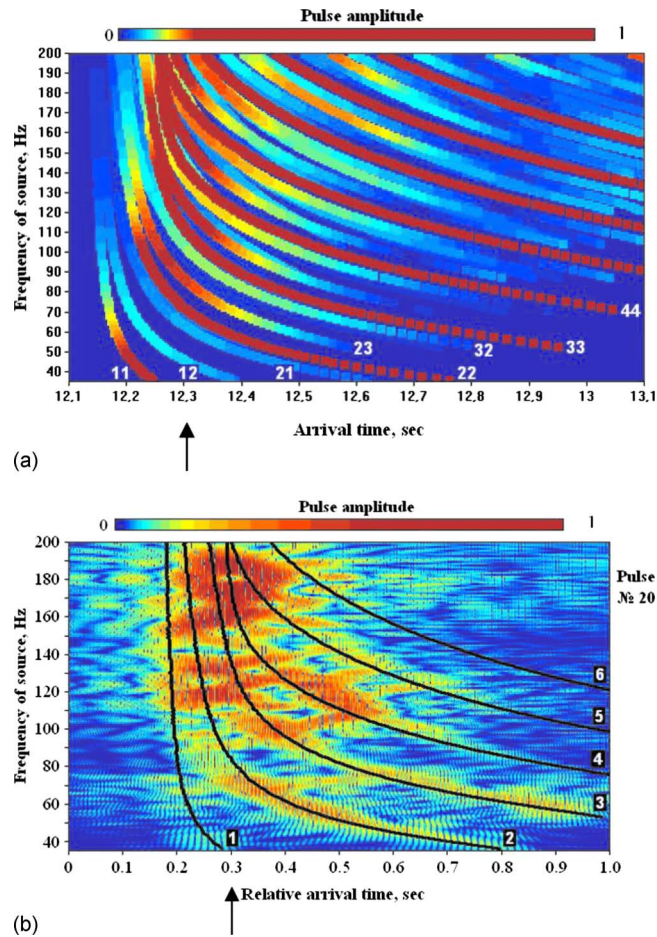 Pulse amplitude
0 1
Frequency of source, Hz
200
190
180
170
160
150
140
130
120
110
100
90
80
70
60
50
40
11 12 21 22 23 32 33 44
12,1 12,2 12,3 12,4 12,5 12,6 12,7 12,8 12,9 13 13,1
Arrival time, sec
(a)
Pulse amplitude
0 1
Frequency of source, Hz
200
180
160
140
120
100
80
60
40
Pulse
№ 20
6
5
4
3
1 2
0 0.1 0.2 0.3 0.4 0.5 0.6 0.7 0.8 0.9 1.0
Relative arrival time, sec
(b)